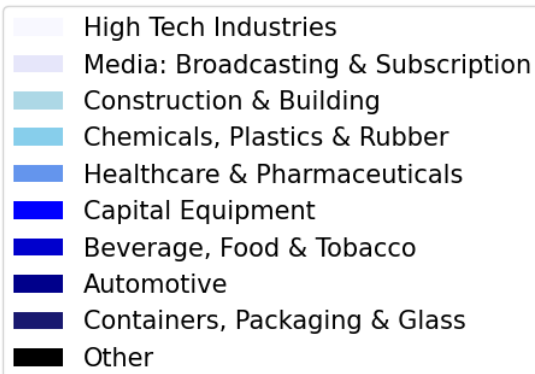 High Tech Industries
Media: Broadcasting & Subscription
Construction & Building
Chemicals, Plastics & Rubber
Healthcare & Pharmaceuticals
Capital Equipment
Beverage, Food & Tobacco
Automotive
Containers, Packaging & Glass
Other